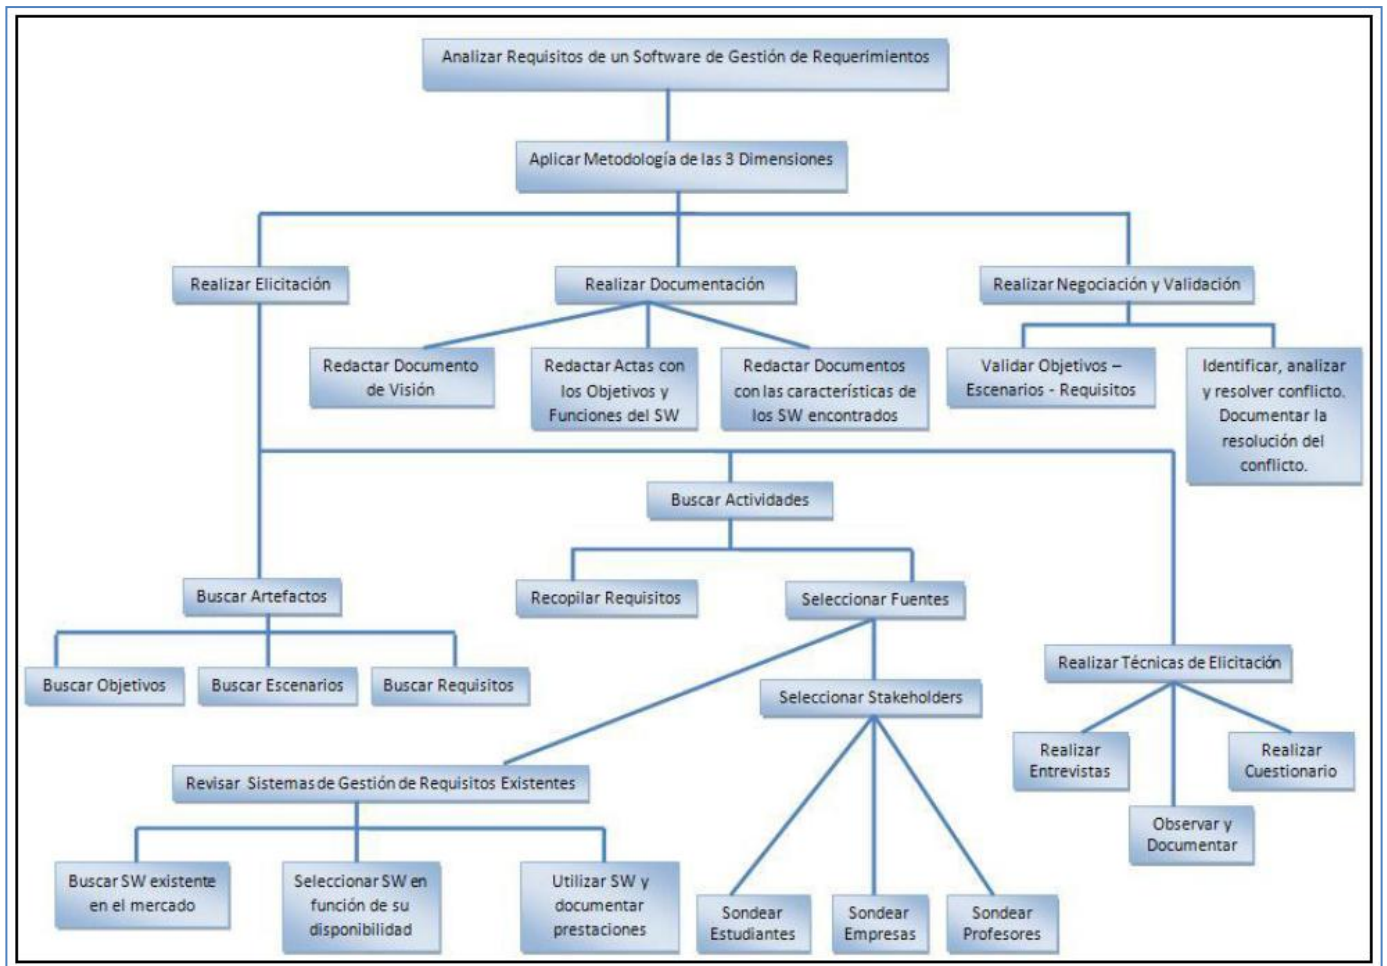 Analizar Requisitos de un Software de Gestión de Requerimientos
Aplicar Metodología de las 3 Dimensiones
Realizar Elicitación
Realizar Documentación
Realizar Negociación y Validación
Redactar Documento
de Visión
Redactar Actas con
los Objetivos y
Funciones del SW
Redactar Documentos
con las características de
los SW encontrados
Validar Objetivos –
Escenarios - Requisitos
Identificar, analizar
y resolver conflicto.
Documentar la
resolución del
conflicto.
Buscar Actividades
Buscar Artefactos
Recopilar Requisitos
Seleccionar Fuentes
Buscar Objetivos
Buscar Escenarios
Buscar Requisitos
Realizar Técnicas de Elicitación
Seleccionar Stakeholders
Realizar
Entrevistas
Realizar
Cuestionario
Revisar Sistemas de Gestión de Requisitos Existentes
Observar y
Documentar
Buscar SW existente
en el mercado
Seleccionar SW en
función de su
disponibilidad
Utilizar SW y
documentar
prestaciones
Sondear
Estudiantes
Sondear
Empresas
Sondear
Profesores